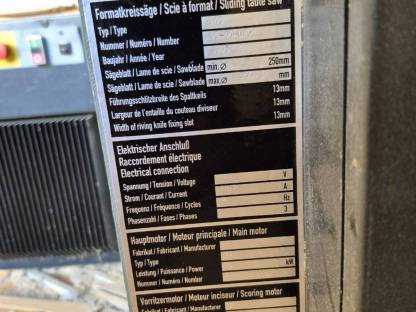 Formatkreissäge / Scie à format / Sliding table saw
Typ / Type
Nummer / Numéro / Number
Baujahr / Année / Year
Sägeblatt / Lame de scie / Sawblade min. Ø 250mm
Sägeblatt / Lame de scie / Sawblade max. Ø mm
Führungsschlitzbreite des Spaltkeils 13mm
Largeur de l'entaille du couteau diviseur 13mm
Width of riving knife fixing slot 13mm
Elektrischer Anschluß
Raccordement électrique
Electrical connection
Spannung / Tension / Voltage V
Strom / Courant / Current A
Frequenz / Fréquence / Cycles Hz
Phasenzahl / Fases / Phases 3
Hauptmotor / Moteur principale / Main motor
Fabrikat / Fabricant / Manufacturer
Typ / Type
Leistung / Puissance / Power kW
Nummer / Numéro / Number
Vorritzermotor / Moteur inciseur / Scoring motor
Fabrikat / Fabricant / Manufacturer